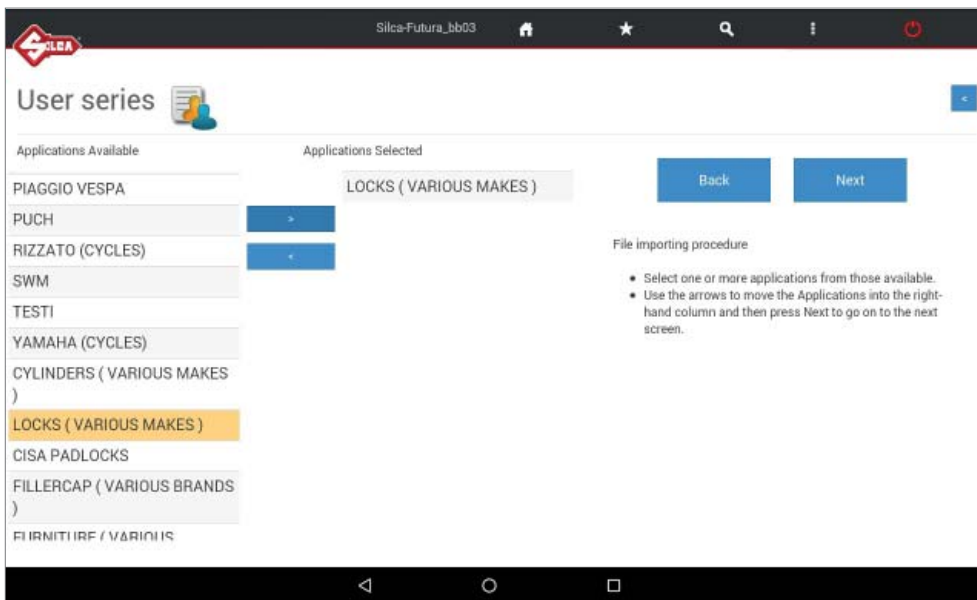 SILCA
Silca-Futura_bb03
User series
<
Applications Available
Applications Selected
PIAGGIO VESPA
PUCH
RIZZATO (CYCLES)
SWM
TESTI
YAMAHA (CYCLES)
CYLINDERS ( VARIOUS MAKES
)
LOCKS ( VARIOUS MAKES )
CISA PADLOCKS
FILLERCAP ( VARIOUS BRANDS
)
FURNITURE ( VARIOUS
>
<
LOCKS ( VARIOUS MAKES )
Back
Next
File importing procedure
• Select one or more applications from those available.
• Use the arrows to move the Applications into the right-
hand column and then press Next to go on to the next
screen.